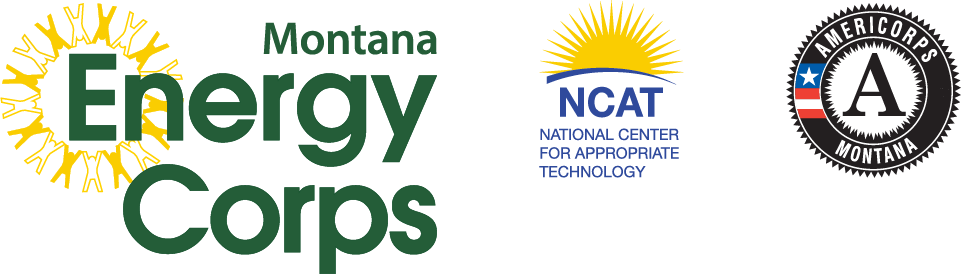 Montana
Energy
Corps
NCAT
NATIONAL CENTER
FOR APPROPRIATE
TECHNOLOGY
AMERICORPS
A
MONTANA